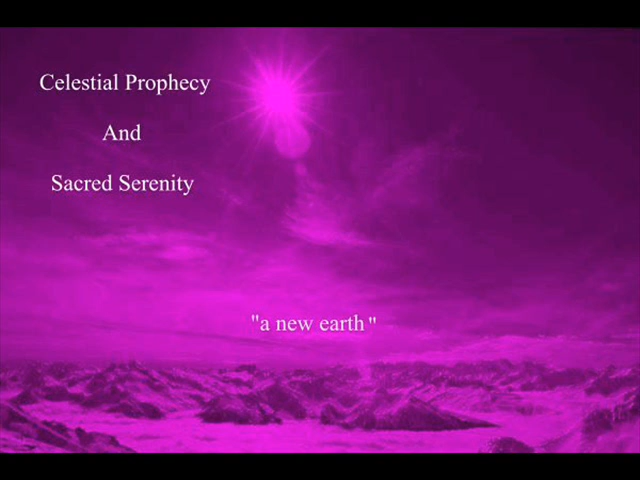 Celestial Prophecy
And
Sacred Serenity
"a new earth"